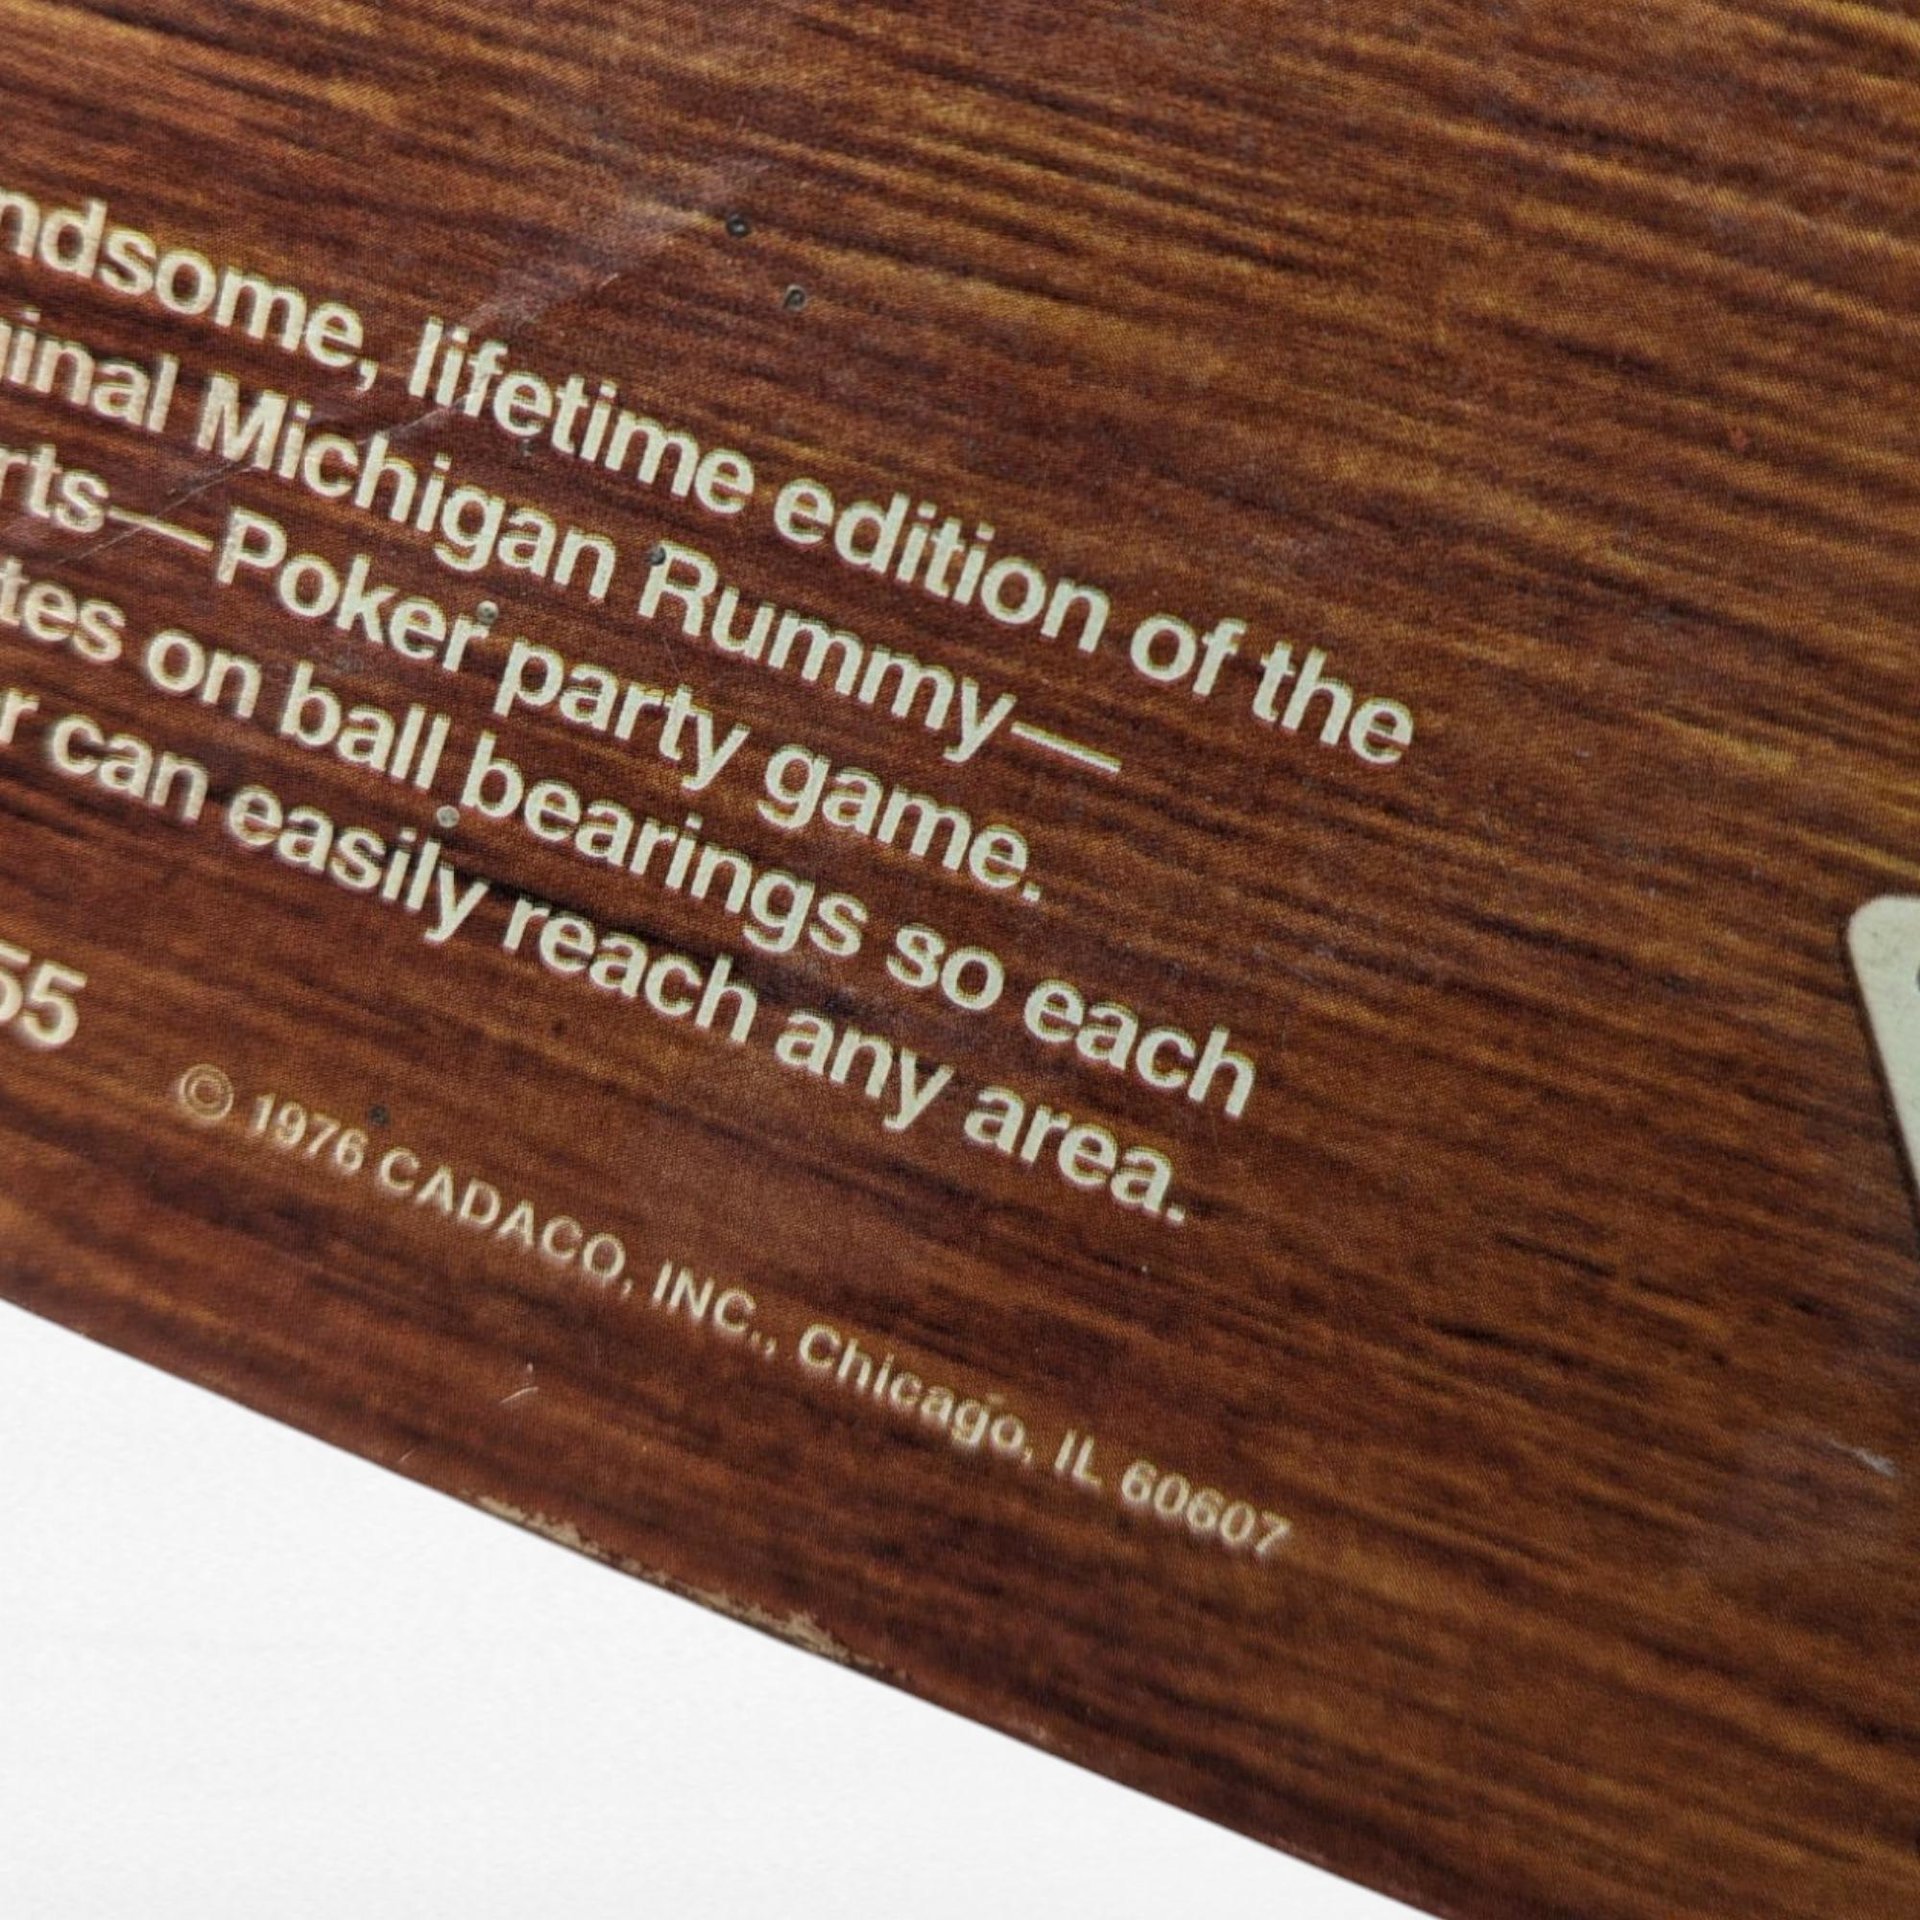 ndsome, lifetime edition of the
ginal Michigan Rummy—
rts—Poker party game.
tes on ball bearings so each
r can easily reach any area.
55
© 1976 CADACO, INC., Chicago, IL 60607